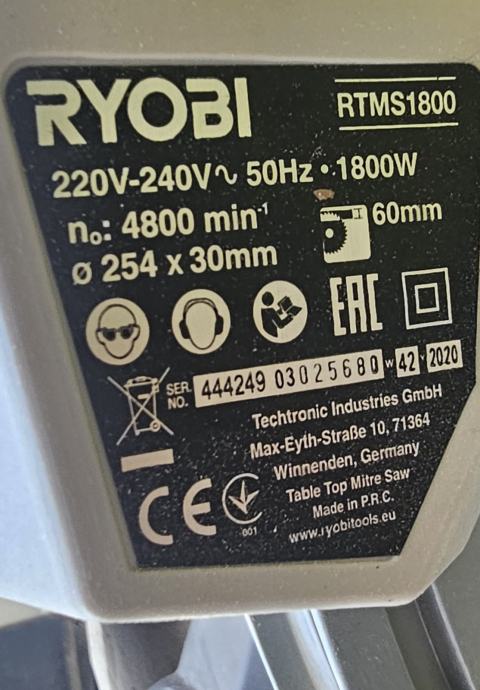 RYOBI
RTMS1800
220V-240V∿ 50Hz • 1800W
nₒ: 4800 min⁻¹
60mm
ø 254 x 30mm
EAC
SER. NO. 444249 03025680 W 42 Y 2020
Techtronic Industries GmbH
Max-Eyth-Straße 10, 71364
Winnenden, Germany
Table Top Mitre Saw
Made in P.R.C.
www.ryobitools.eu
CE
001